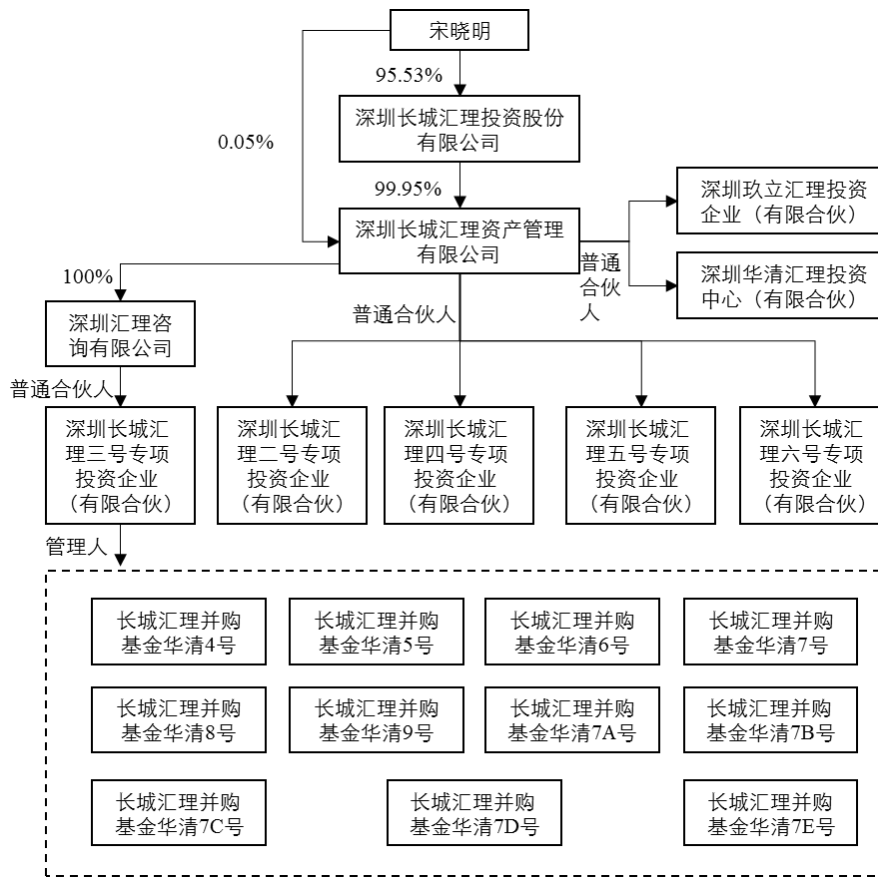 宋晓明
95.53%
深圳长城汇理投资股份
有限公司
0.05%
99.95%
深圳玖立汇理投资
企业（有限合伙）
深圳长城汇理资产管理
有限公司
普通
合伙
人
深圳华清汇理投资
中心（有限合伙）
100%
普通合伙人
深圳汇理咨
询有限公司
普通合伙人
深圳长城汇
理三号专项
投资企业
（有限合伙）
深圳长城汇
理二号专项
投资企业
（有限合伙）
深圳长城汇
理四号专项
投资企业
（有限合伙）
深圳长城汇
理五号专项
投资企业
（有限合伙）
深圳长城汇
理六号专项
投资企业
（有限合伙）
管理人
长城汇理并购
基金华清4号
长城汇理并购
基金华清5号
长城汇理并购
基金华清6号
长城汇理并购
基金华清7号
长城汇理并购
基金华清8号
长城汇理并购
基金华清9号
长城汇理并购
基金华清7A号
长城汇理并购
基金华清7B号
长城汇理并购
基金华清7C号
长城汇理并购
基金华清7D号
长城汇理并购
基金华清7E号